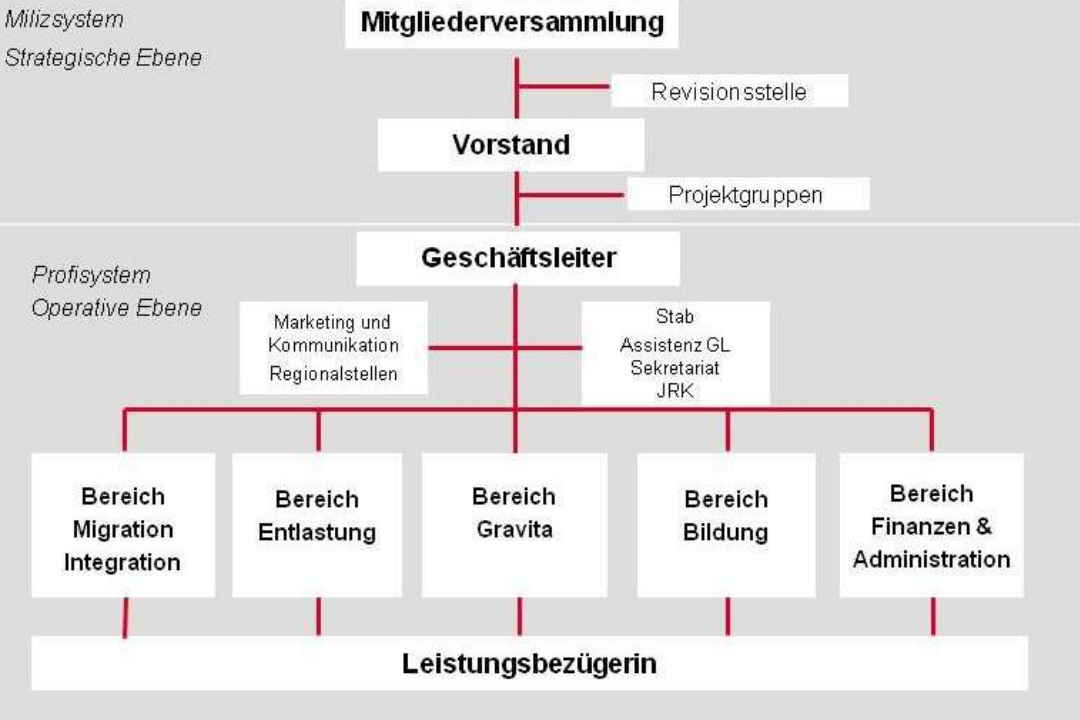 Milizsystem
Strategische Ebene
Mitgliederversammlung
Revisionsstelle
Vorstand
Projektgruppen
Profisystem
Operative Ebene
Geschäftsleiter
Marketing und
Kommunikation
Regionalstellen
Stab
Assistenz GL
Sekretariat
JRK
Bereich
Migration
Integration
Bereich
Entlastung
Bereich
Gravita
Bereich
Bildung
Bereich
Finanzen &
Administration
Leistungsbezügerin